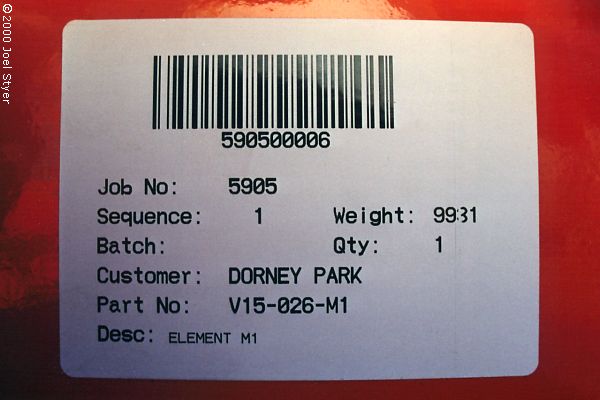 ©2000 Joel Styer
590500006
Job No: 5905
Sequence: 1 Weight: 9931
Batch: Qty: 1
Customer: DORNEY PARK
Part No: V15-026-M1
Desc: ELEMENT M1